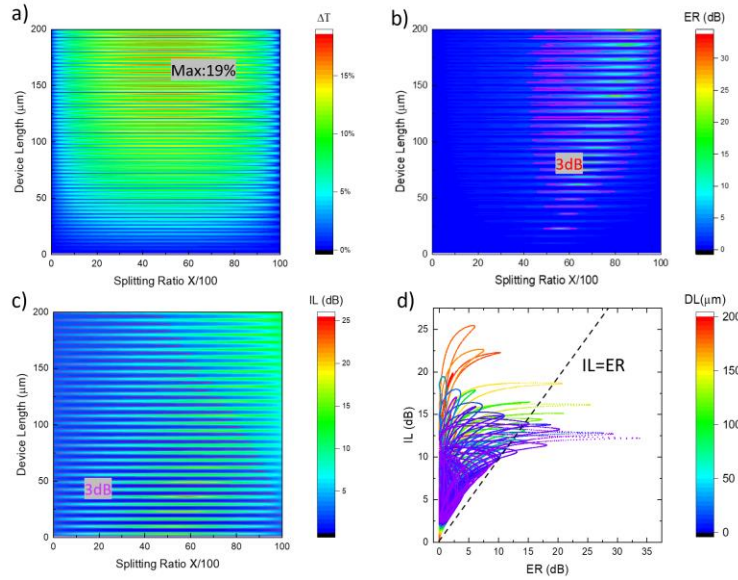 a)
ΔT
Max:19%
200
150
100
50
0
Device Length (μm)
0 20 40 60 80 100
Splitting Ratio X/100
15%
10%
5%
0%
b)
ER (dB)
3dB
200
150
100
50
0
Device Length (μm)
0 20 40 60 80 100
Splitting Ratio X/100
30
25
20
15
10
5
0
c)
IL (dB)
3dB
200
150
100
50
0
Device Length (μm)
0 20 40 60 80 100
Splitting Ratio X/100
25
20
15
10
5
d)
DL(μm)
IL=ER
25
20
15
10
5
0
IL (dB)
0 5 10 15 20 25 30 35
ER (dB)
200
150
100
50
0